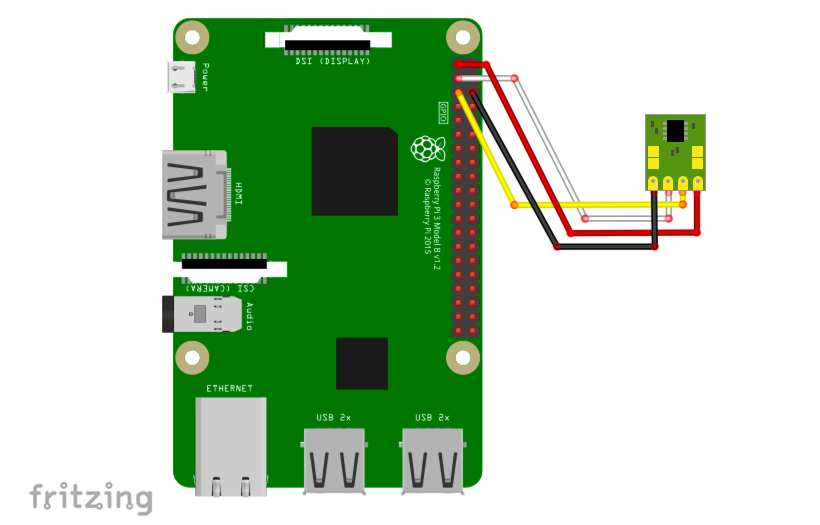 DSI (DISPLAY)
Power
GPIO
HDMI
Raspberry Pi 3 Model B v1.2
© Raspberry Pi 2015
CSI (CAMERA)
Audio
ETHERNET
USB 2x
USB 2x
fritzing